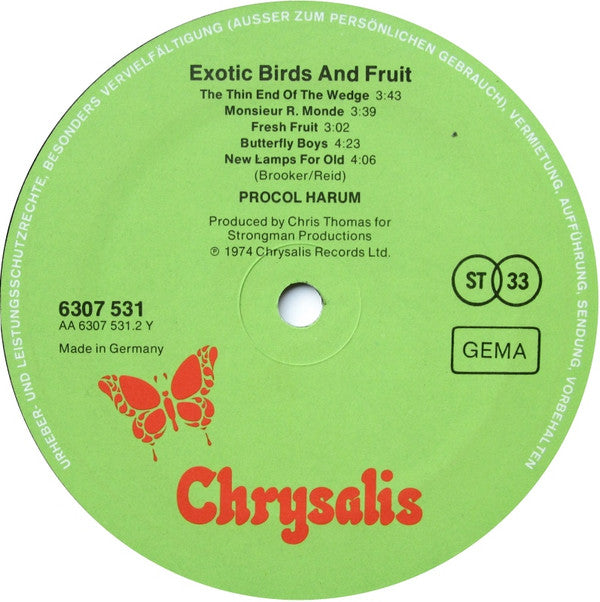 URHEBER- UND LEISTUNGSSCHUTZRECHTE, BESONDERS VERVIELFÄLTIGUNG (AUSSER ZUM PERSÖNLICHEN GEBRAUCH), VERMIETUNG, AUFFÜHRUNG, SENDUNG, VORBEHALTEN
Exotic Birds And Fruit
The Thin End Of The Wedge 3:43
Monsieur R. Monde 3:39
Fresh Fruit 3:02
Butterfly Boys 4:23
New Lamps For Old 4:06
(Brooker/Reid)
PROCOL HARUM
Produced by Chris Thomas for
Strongman Productions
℗ 1974 Chrysalis Records Ltd.
6307 531
AA 6307 531.2 Y
Made in Germany
ST 33
GEMA
Chrysalis